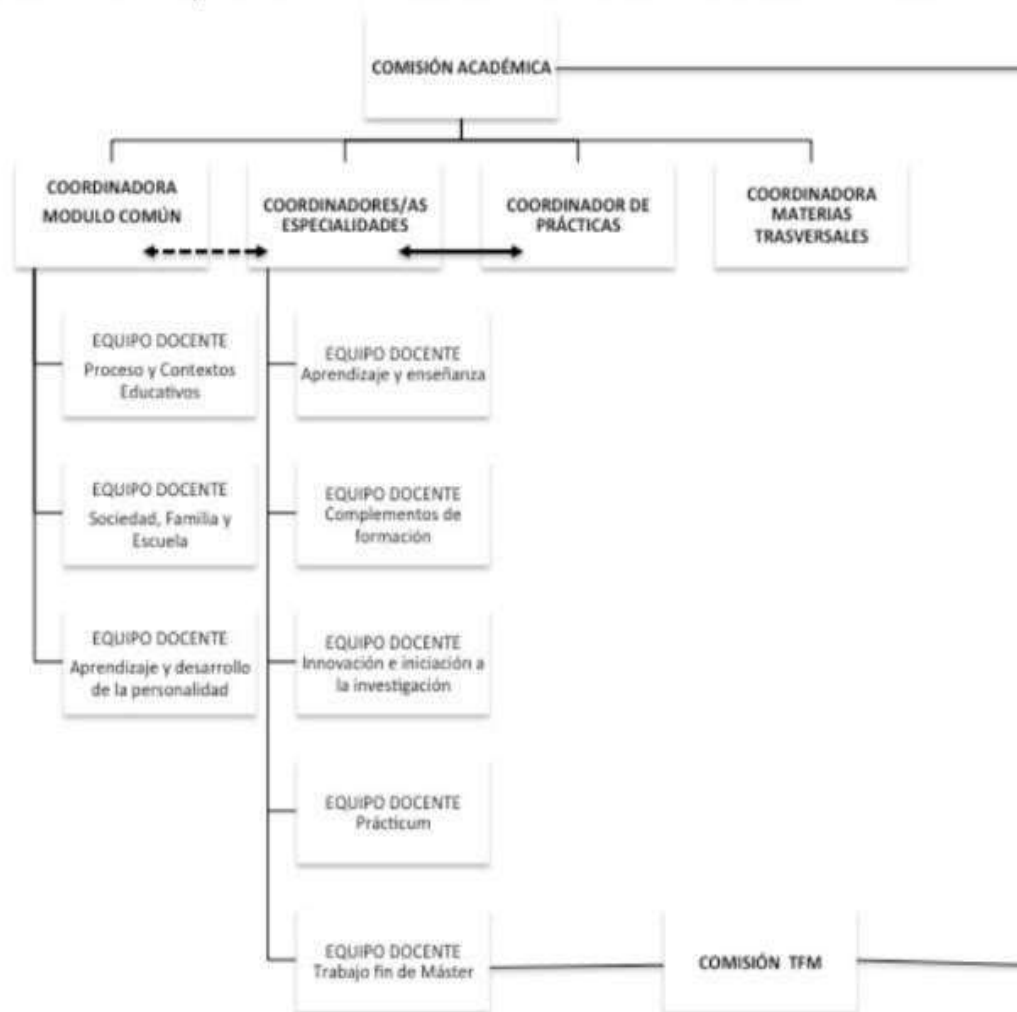 COMISIÓN ACADÉMICA
COORDINADORA
MODULO COMÚN
COORDINADORES/AS
ESPECIALIDADES
COORDINADOR DE
PRÁCTICAS
COORDINADORA
MATERIAS
TRASVERSALES
EQUIPO DOCENTE
Proceso y Contextos
Educativos
EQUIPO DOCENTE
Sociedad, Familia y
Escuela
EQUIPO DOCENTE
Aprendizaje y desarrollo
de la personalidad
EQUIPO DOCENTE
Aprendizaje y enseñanza
EQUIPO DOCENTE
Complementos de
formación
EQUIPO DOCENTE
Innovación e iniciación a
la investigación
EQUIPO DOCENTE
Prácticum
EQUIPO DOCENTE
Trabajo fin de Máster
COMISIÓN TFM